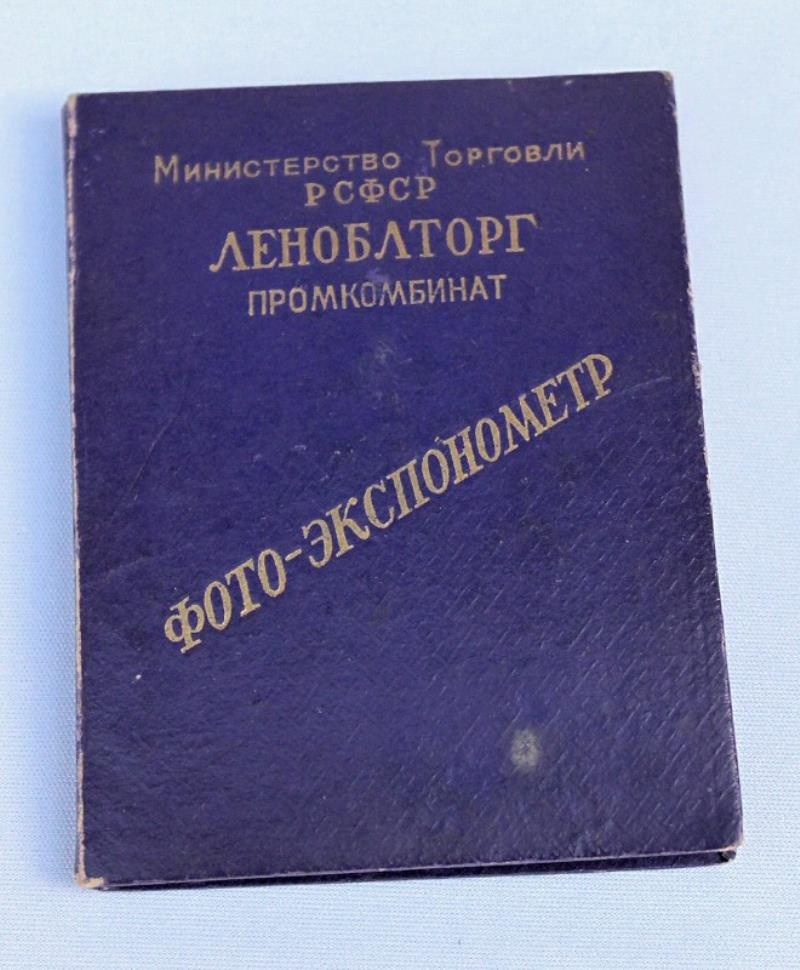 Министерство Торговли
РСФСР
ЛЕНОБЛТОРГ
ПРОМКОМБИНАТ
ФОТО-ЭКСПОНОМЕТР